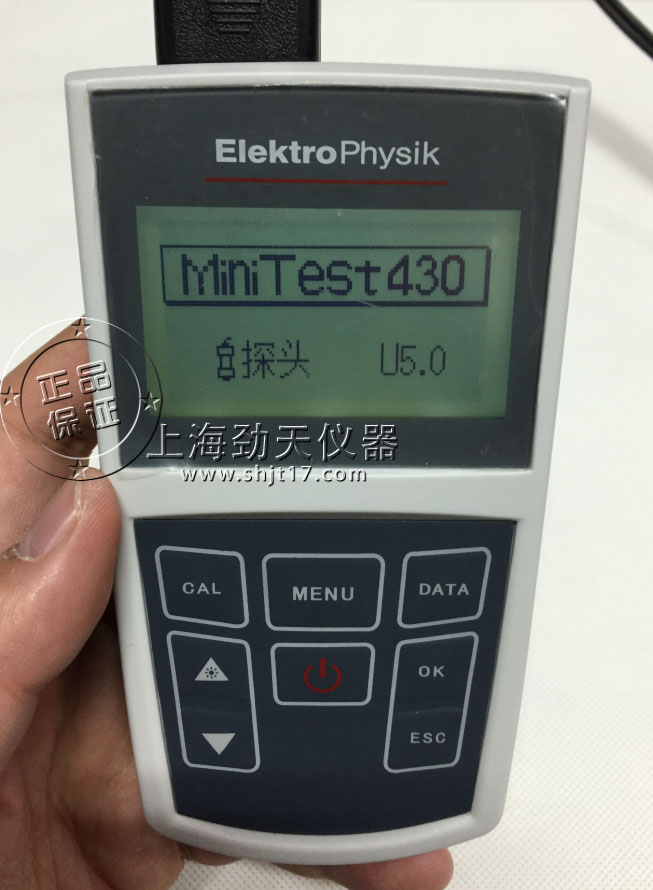 ElektroPhysik
MiniTest430
探头 U5.0
正品
保证
上海劲天仪器
www.shjt17.com
CAL MENU DATA
OK
ESC